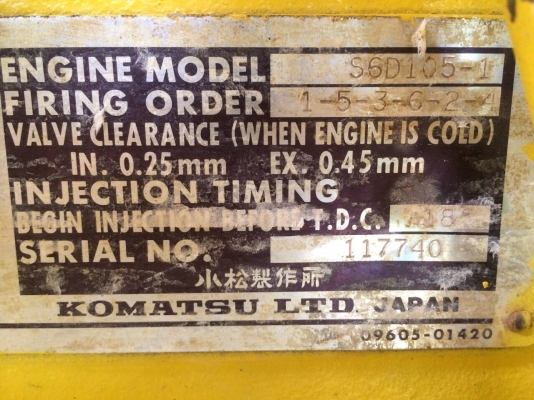 ENGINE MODEL S6D105-1
FIRING ORDER 1-5-3-6-2-4
VALVE CLEARANCE (WHEN ENGINE IS COLD)
IN. 0.25mm EX. 0.45mm
INJECTION TIMING
BEGIN INJECTION BEFORE T.D.C. 18
SERIAL NO. 117740
小松製作所
KOMATSU LTD. JAPAN
09605-01420